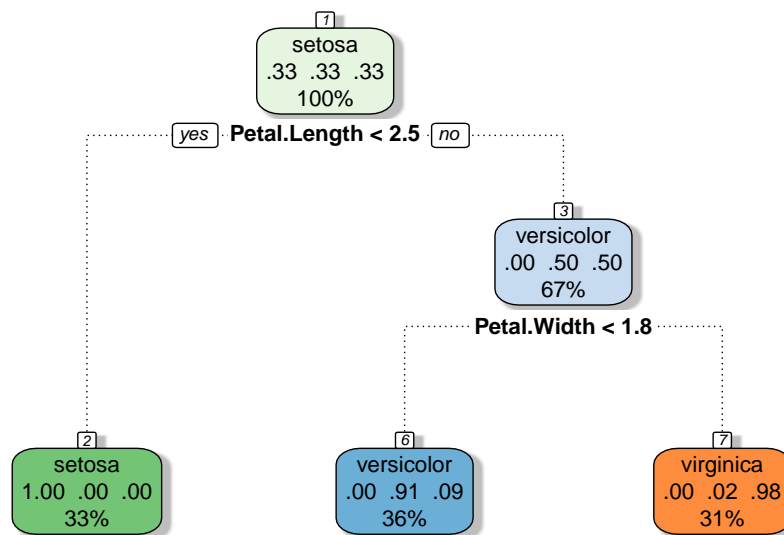 1
setosa
.33 .33 .33
100%
yes Petal.Length < 2.5 no
3
versicolor
.00 .50 .50
67%
Petal.Width < 1.8
2
setosa
1.00 .00 .00
33%
6
versicolor
.00 .91 .09
36%
7
virginica
.00 .02 .98
31%